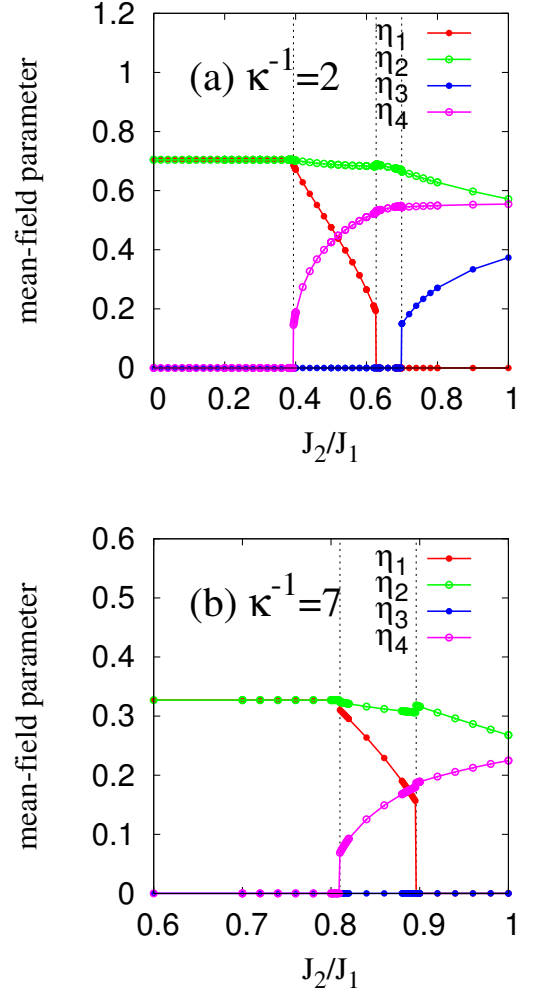 mean-field parameter
1.2
1
0.8
0.6
0.4
0.2
0
(a) κ⁻¹=2
η₁
η₂
η₃
η₄
0 0.2 0.4 0.6 0.8 1
J₂/J₁
mean-field parameter
0.6
0.5
0.4
0.3
0.2
0.1
0
(b) κ⁻¹=7
η₁
η₂
η₃
η₄
0.6 0.7 0.8 0.9 1
J₂/J₁